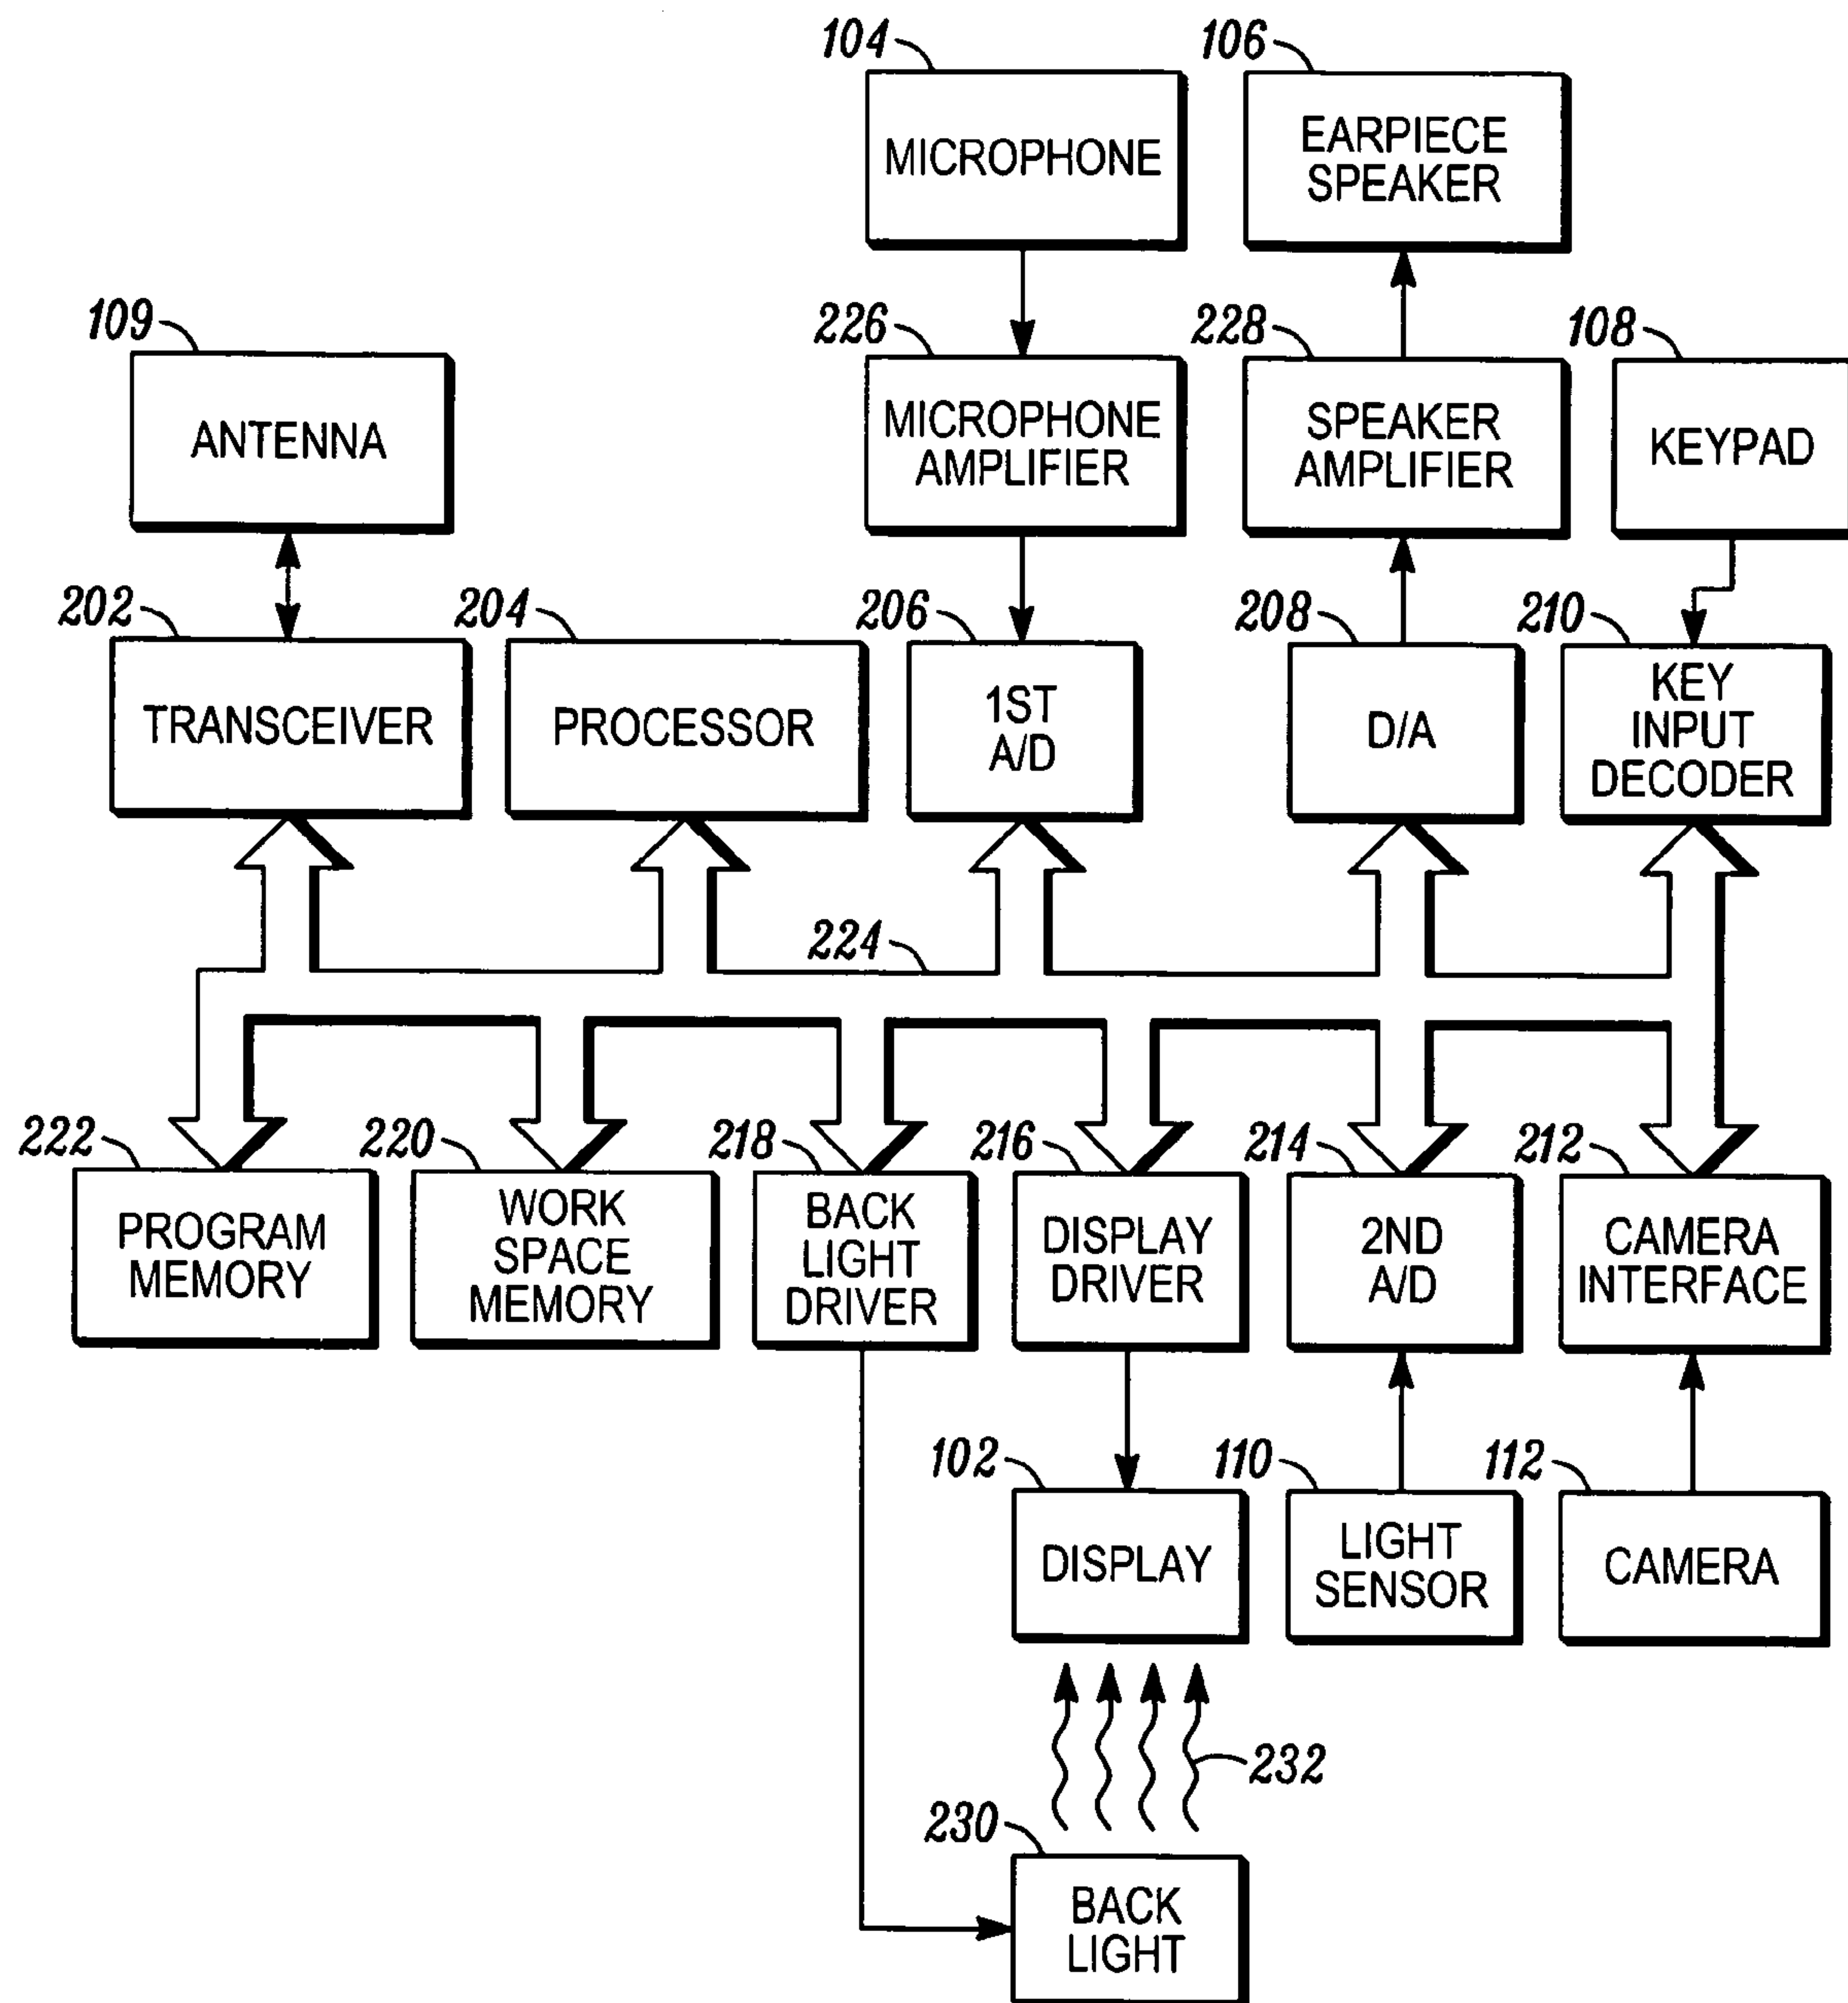 104
106
MICROPHONE
EARPIECE
SPEAKER
109
226
228
108
ANTENNA
MICROPHONE
AMPLIFIER
SPEAKER
AMPLIFIER
KEYPAD
202
204
206
208
210
TRANSCEIVER
PROCESSOR
1ST
A/D
D/A
KEY
INPUT
DECODER
224
222
220
218
216
214
212
PROGRAM
MEMORY
WORK
SPACE
MEMORY
BACK
LIGHT
DRIVER
DISPLAY
DRIVER
2ND
A/D
CAMERA
INTERFACE
102
110
112
DISPLAY
LIGHT
SENSOR
CAMERA
232
230
BACK
LIGHT